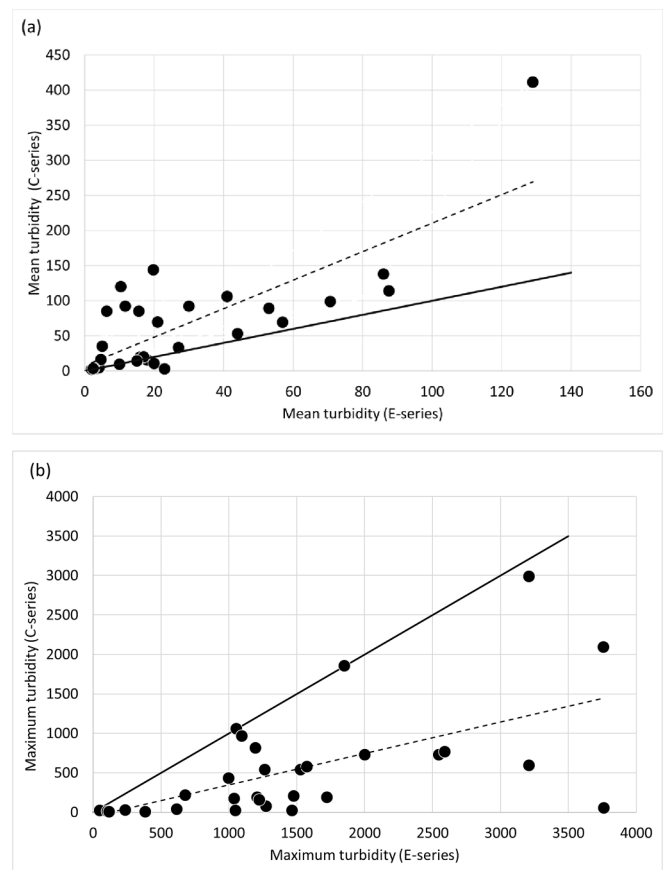 (a)
450
400
350
300
250
200
150
100
50
0
Mean turbidity (C-series)
0 20 40 60 80 100 120 140 160
Mean turbidity (E-series)
(b)
4000
3500
3000
2500
2000
1500
1000
500
0
Maximum turbidity (C-series)
0 500 1000 1500 2000 2500 3000 3500 4000
Maximum turbidity (E-series)